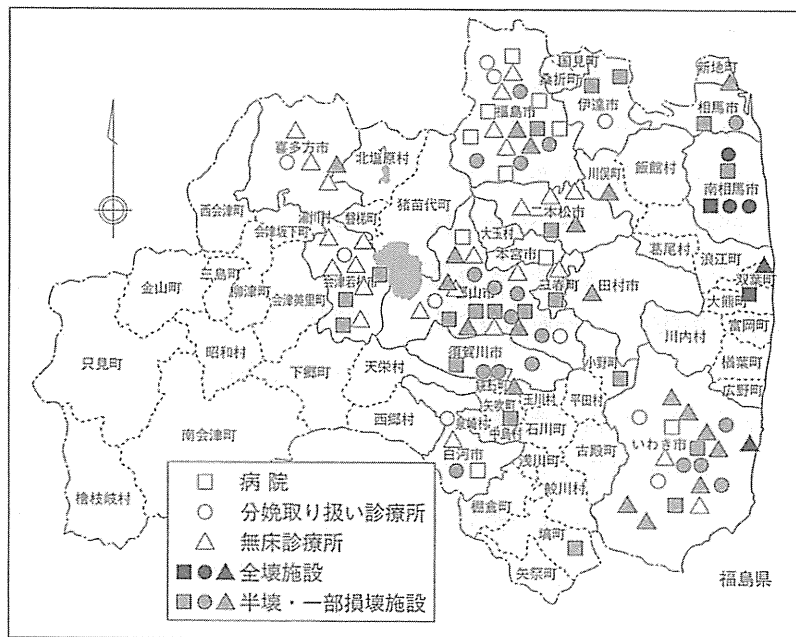 国見町
桑折町
新地町
伊達市
相馬市
福島市
喜多方市
北塩原村
川俣町
飯舘村
南相馬市
西会津町
猪苗代町
二本松市
湯川村
磐梯町
会津坂下町
大玉村
葛尾村
浪江町
本宮市
双葉町
三島町
会津若松市
三春町
田村市
金山町
柳津町
会津美里町
郡山市
大熊町
富岡町
川内村
只見町
昭和村
須賀川市
小野町
楢葉町
下郷町
天栄村
広野町
鏡石町
玉川村
平田村
矢吹町
西郷村
泉崎村
中島村
石川町
いわき市
南会津町
古殿町
白河市
浅川町
檜枝岐村
鮫川村
棚倉町
塙町
矢祭町
病院
分娩取り扱い診療所
無床診療所
全壊施設
半壊・一部損壊施設
福島県